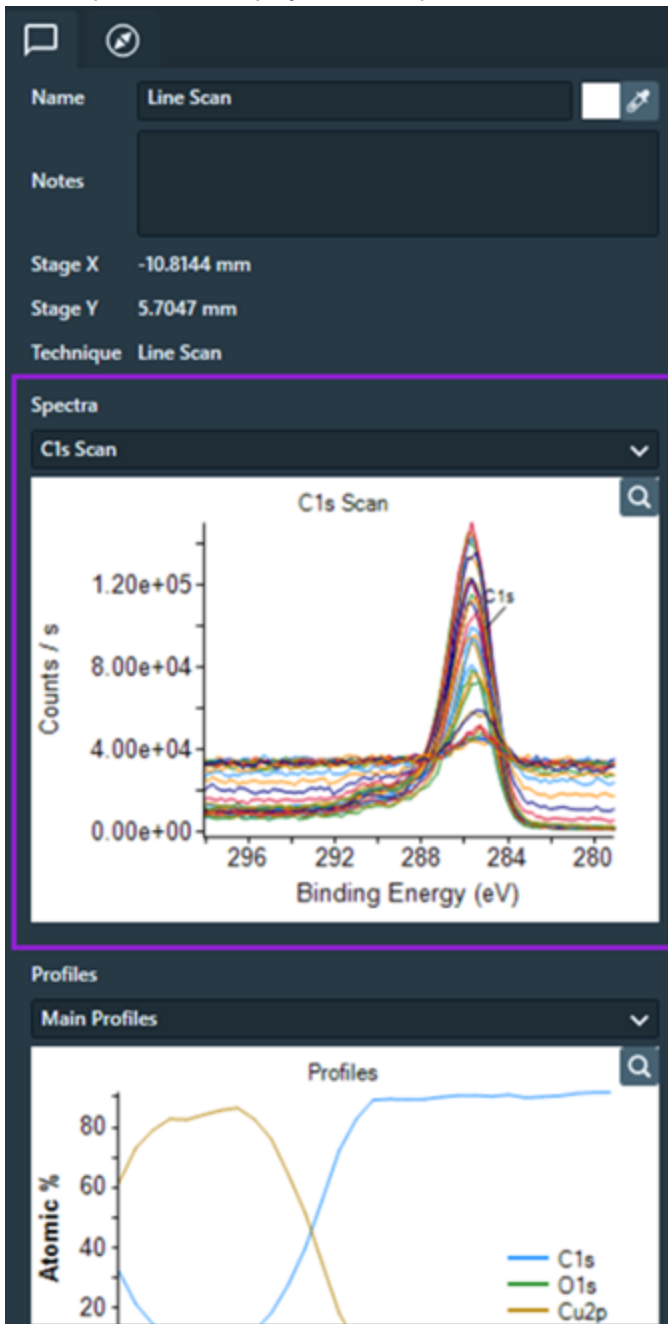 Name Line Scan
Notes
Stage X -10.8144 mm
Stage Y 5.7047 mm
Technique Line Scan
Spectra
C1s Scan
C1s Scan
C1s
Counts / s
1.20e+05
8.00e+04
4.00e+04
0.00e+00
296 292 288 284 280
Binding Energy (eV)
Profiles
Main Profiles
Profiles
Atomic %
80
60
40
20
C1s
O1s
Cu2p